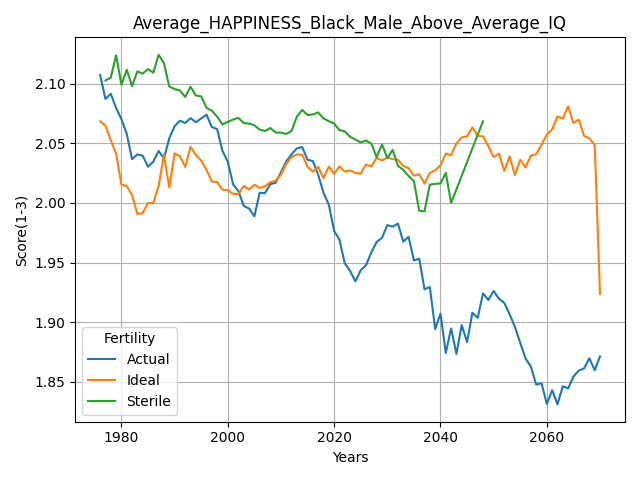 Average_HAPPINESS_Black_Male_Above_Average_IQ
Score(1-3)
2.10
2.05
2.00
1.95
1.90
1.85
Fertility
Actual
Ideal
Sterile
1980
2000
2020
2040
2060
Years